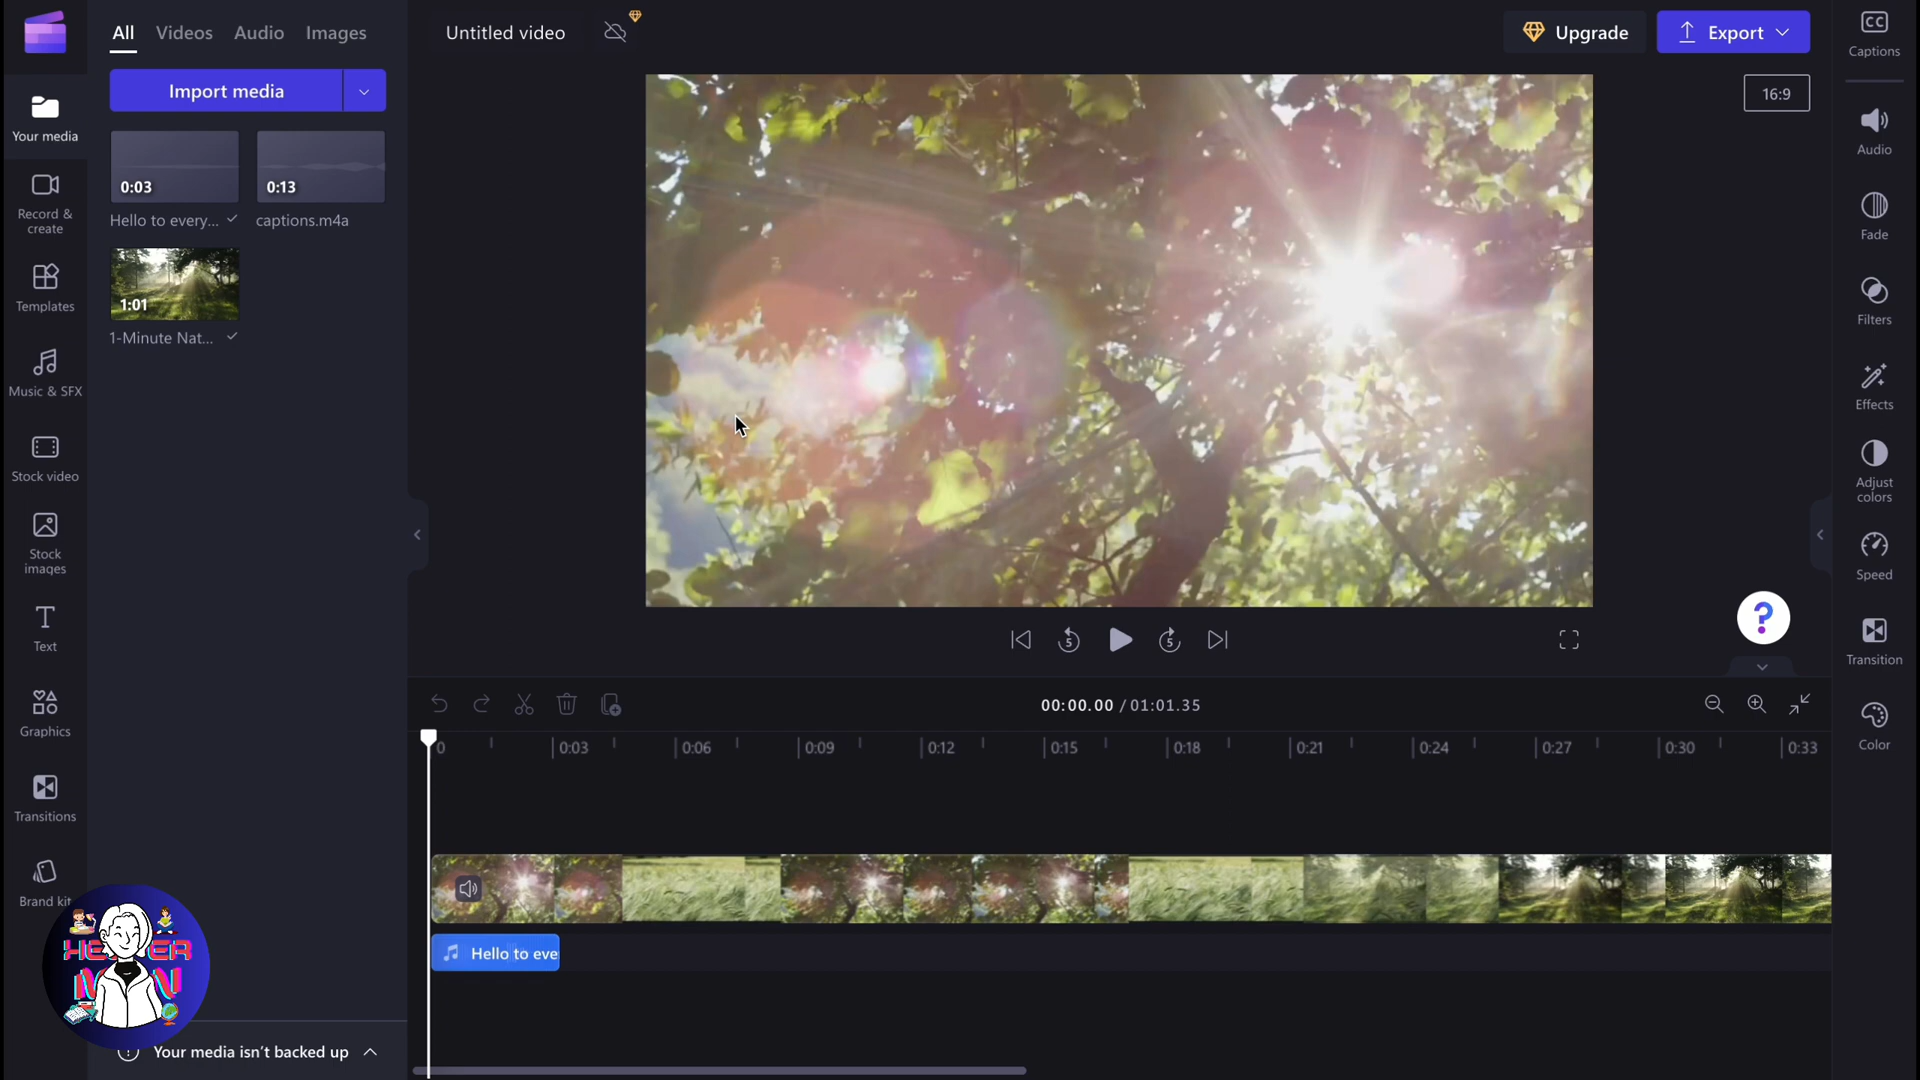 All
Videos
Audio
Images
Untitled video
Upgrade
Export
CC
Captions
Import media
16:9
Your media
0:03
0:13
Hello to every...
captions.m4a
1:01
1-Minute Nat...
Record &
create
Templates
Music & SFX
Stock video
Stock
images
Text
Graphics
Transitions
Brand kit
Audio
Fade
Filters
Effects
Adjust
colors
Speed
Transition
Color
5
5
?
00:00.00 / 01:01.35
0
0:03
0:06
0:09
0:12
0:15
0:18
0:21
0:24
0:27
0:30
0:33
Hello to eve
Your media isn't backed up